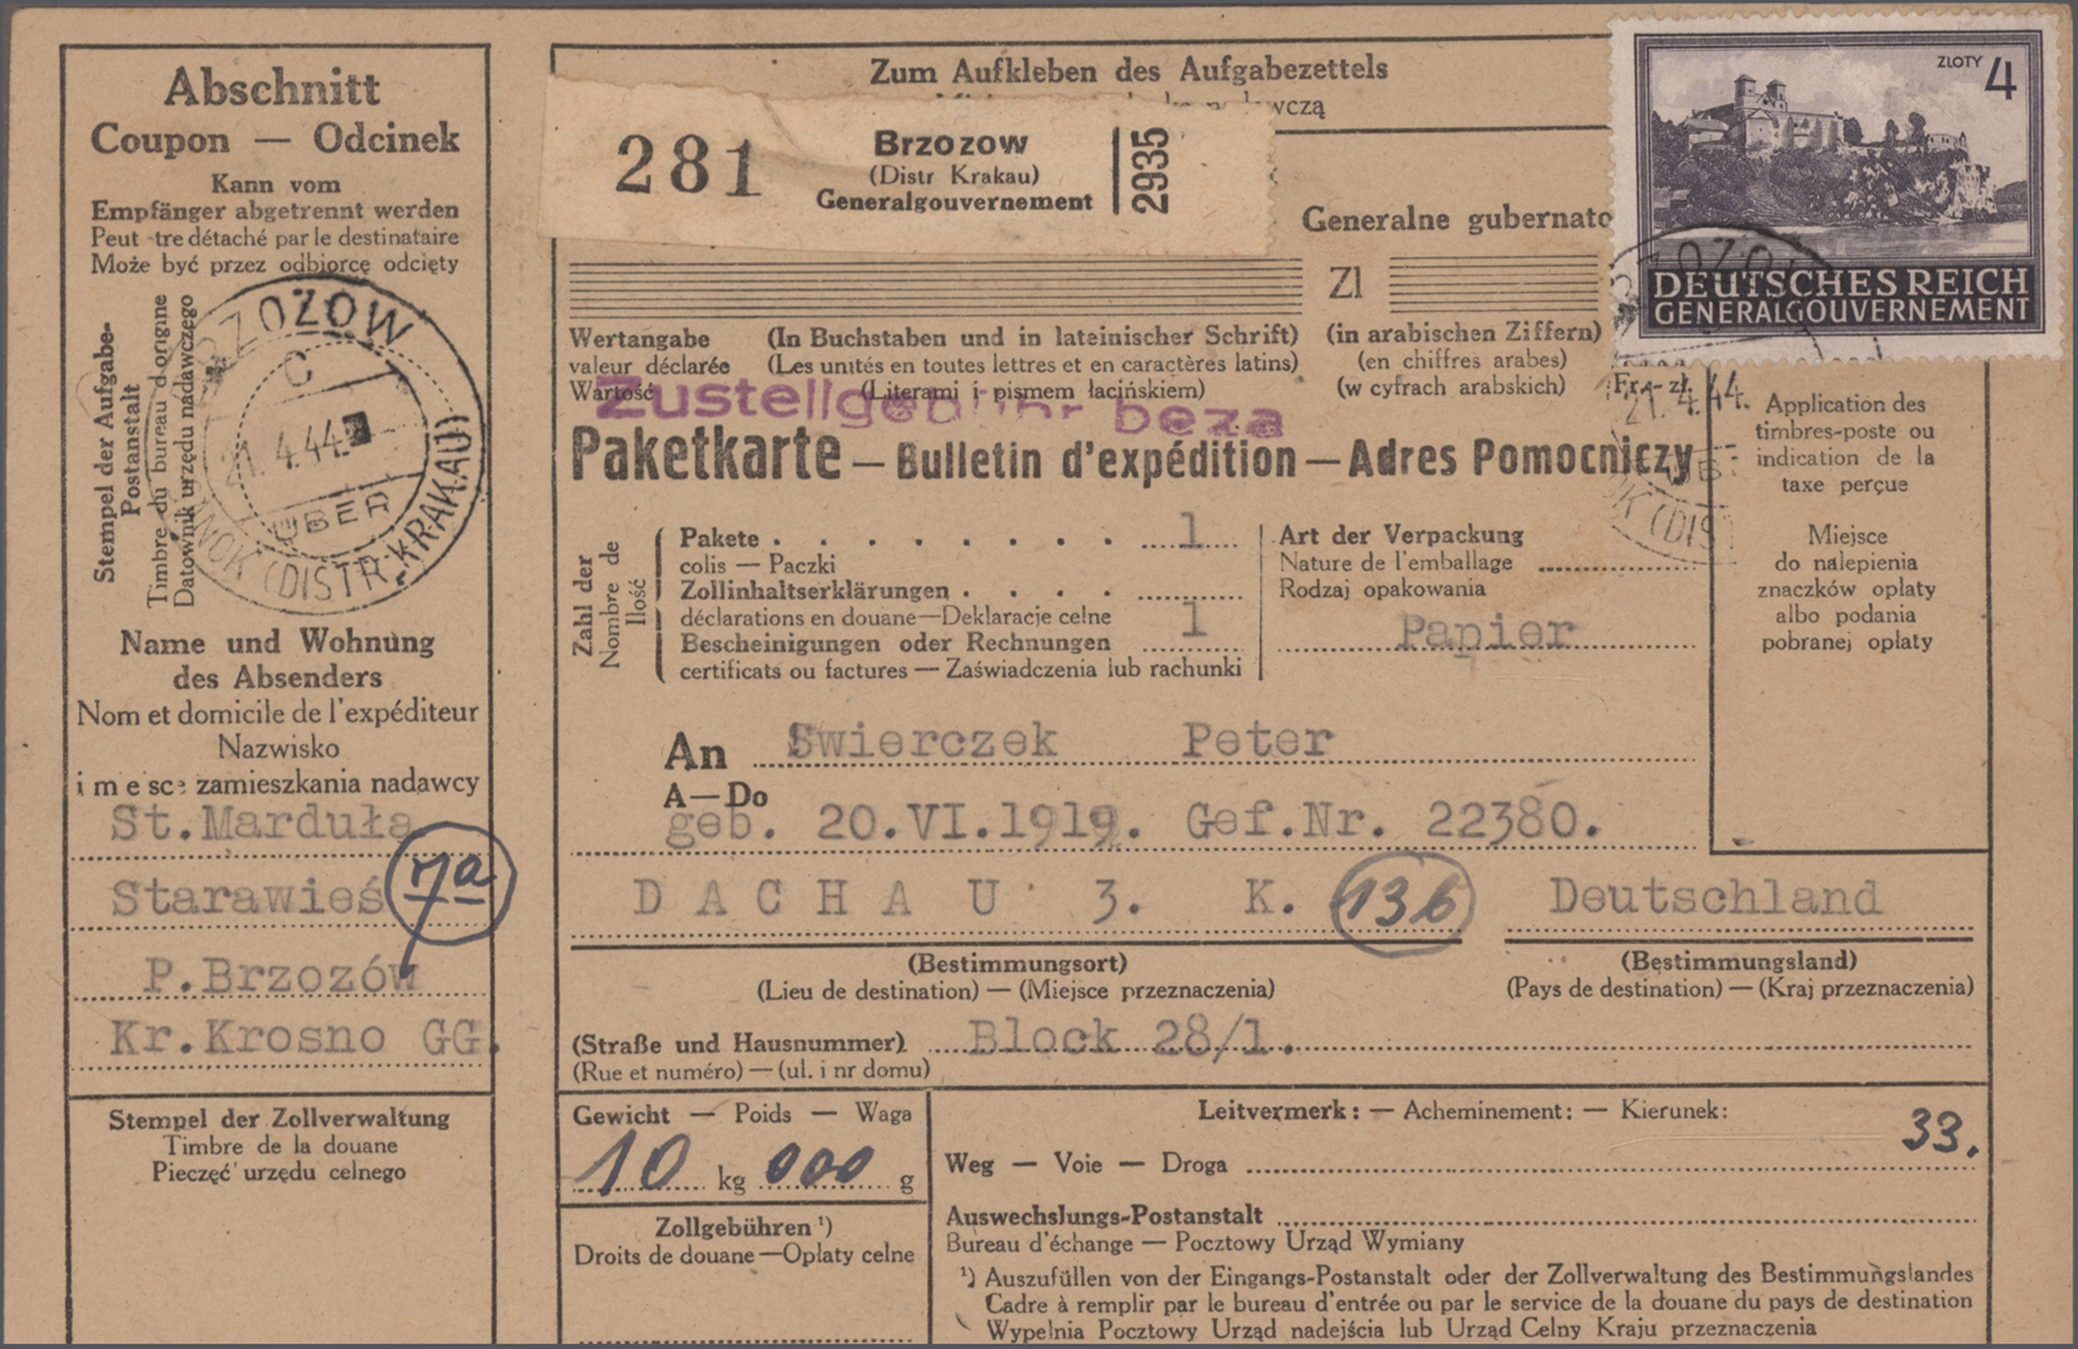 Abschnitt
Coupon — Odcinek
Kann vom
Empfänger abgetrennt werden
Peut tre détaché par le destinataire
Może być przez odbiorcę odcięty
Stempel der Aufgabe-
Postanstalt
Timbre du bureau d'origine
Datownik urzędu nadawczego
ZOZOW
C
21.4.44
ÜBER
NOK (DISTR. KRAKAU)
Name und Wohnung
des Absenders
Nom et domicile de l'expéditeur
Nazwisko
i m e sc zamieszkania nadawcy
St.Marduła
Starawieś
7a
P.Brzozów
Kr.Krosno GG.
Stempel der Zollverwaltung
Timbre de la douane
Pieczęć urzędu celnego
Zum Aufkleben des Aufgabezettels
wczą
281
Brzozow
(Distr Krakau)
Generalgouvernement
2935
Generalne gubernato
Zl
ZLOTY 4
DEUTSCHES REICH
GENERALGOUVERNEMENT
Wertangabe (In Buchstaben und in lateinischer Schrift) (in arabischen Ziffern)
valeur déclarée (Les unités en toutes lettres et en caractères latins) (en chiffres arabes)
Wartość (Literami i pismem łacińskiem) (w cyfrach arabskich) Fr.- zł.
Zustellgebühr beza
21.4.44.
Paketkarte — Bulletin d'expédition — Adres Pomocniczy
Application des
timbres-poste ou
indication de la
taxe perçue
Miejsce
do nalepienia
znaczków opłaty
albo podania
pobranej opłaty
OK (DIS
Zahl der
Nombre de
Ilość
Pakete . . . . . . . . . 1
colis — Paczki
Zollinhaltserklärungen . . . .
déclarations en douane—Deklaracje celne 1
Bescheinigungen oder Rechnungen
certificats ou factures — Zaświadczenia lub rachunki
Art der Verpackung
Nature de l'emballage
Rodzaj opakowania
Papier
An Swierczek Peter
A—Do
geb. 20.VI.1919. Gef.Nr. 22380.
D A C H A U 3. K. 13b Deutschland
(Bestimmungsort) (Bestimmungsland)
(Lieu de destination) — (Miejsce przeznaczenia) (Pays de destination) — (Kraj przeznaczenia)
(Straße und Hausnummer) Block 28/1.
(Rue et numéro) — (ul. i nr domu)
Gewicht — Poids — Waga
10 kg 000 g
Zollgebühren ¹)
Droits de douane—Opłaty celne
Leitvermerk: — Acheminement: — Kierunek:
33.
Weg — Voie — Droga
Auswechslungs-Postanstalt
Bureau d'échange — Pocztowy Urząd Wymiany
¹) Auszufüllen von der Eingangs-Postanstalt oder der Zollverwaltung des Bestimmungslandes
Cadre à remplir par le bureau d'entrée ou par le service de la douane du pays de destination
Wypełnia Pocztowy Urząd nadejścia lub Urząd Celny Kraju przeznaczenia